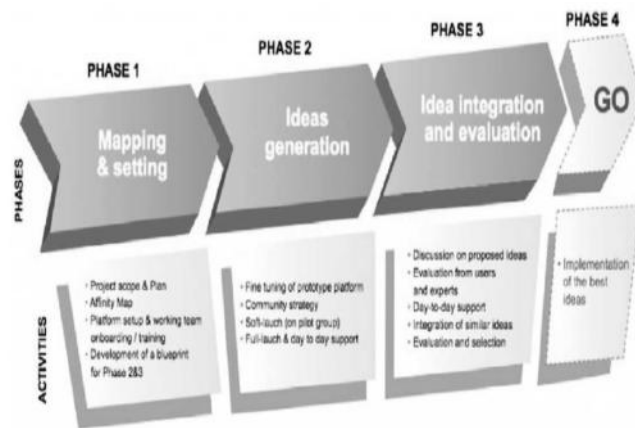 PHASE 1
PHASE 2
PHASE 3
PHASE 4
PHASES
Mapping
& setting
Ideas
generation
Idea integration
and evaluation
GO
ACTIVITIES
• Project scope & Plan
• Affinity Map
• Platform setup & working team
onboarding / training
• Development of a blueprint
for Phase 2&3
• Fine tuning of prototype platform
• Community strategy
• Soft-lauch (on pilot group)
• Full-lauch & day to day support
• Discussion on proposed ideas
• Evaluation from users
and experts
• Day-to-day support
• Integration of similar ideas
• Evaluation and selection
• Implementation
of the best
ideas